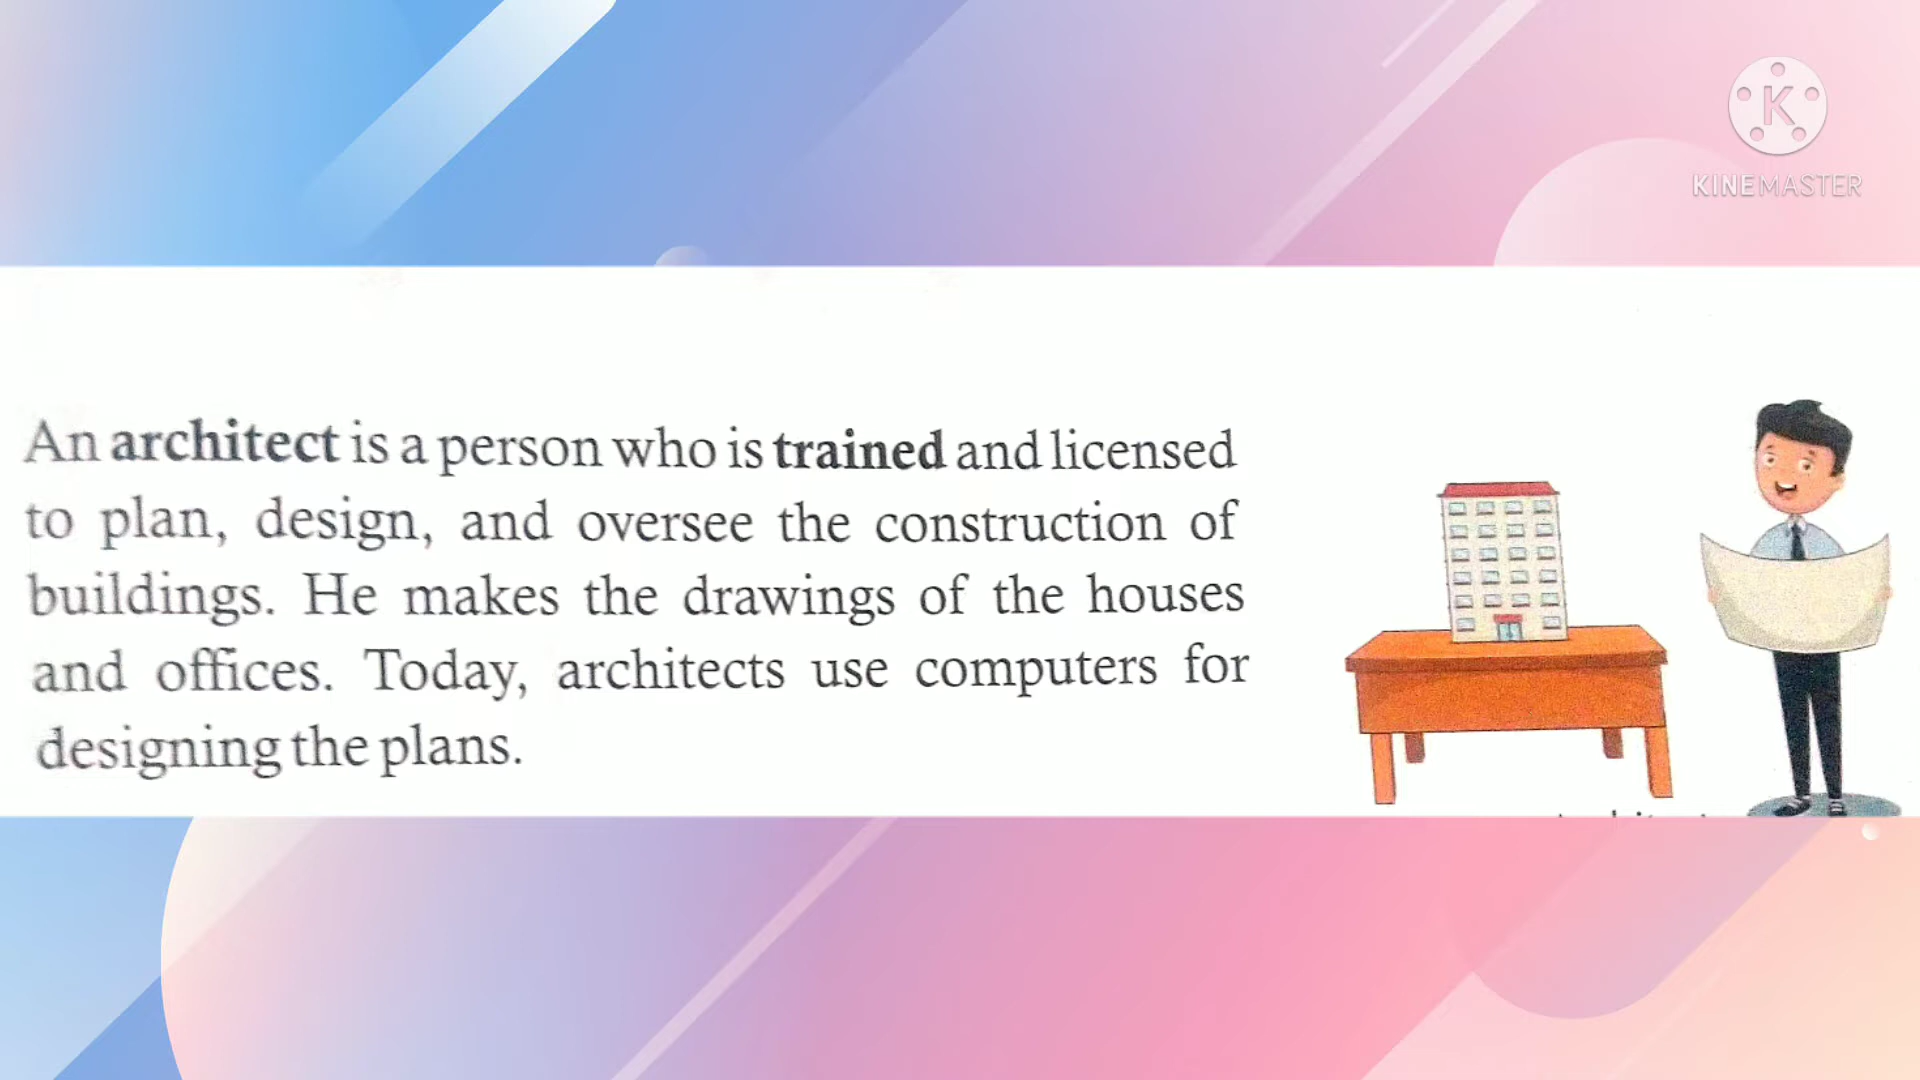 KINEMASTER
An architect is a person who is trained and licensed
to plan, design, and oversee the construction of
buildings. He makes the drawings of the houses
and offices. Today, architects use computers for
designing the plans.